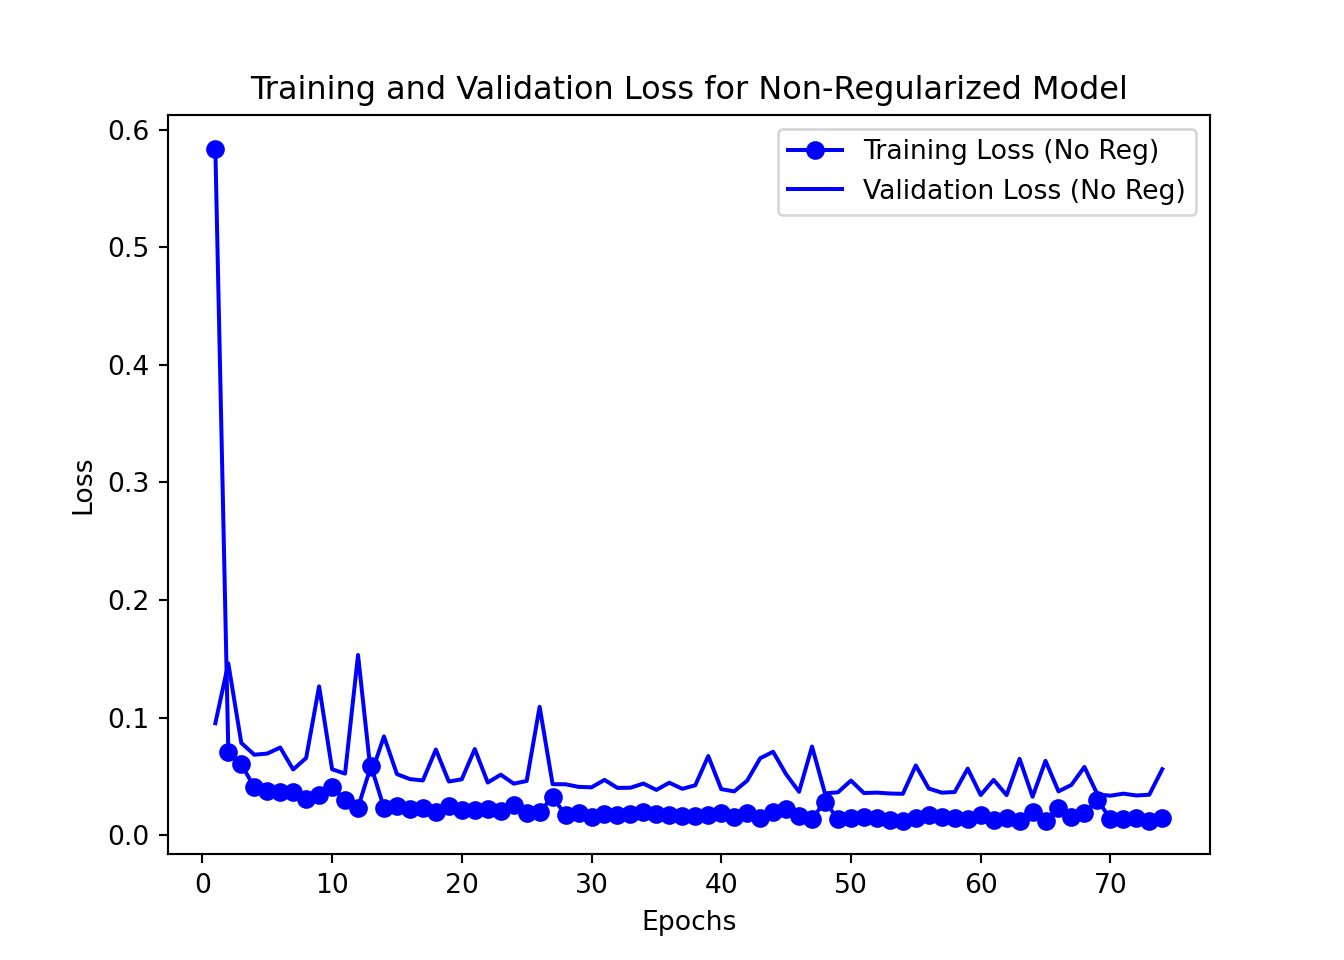 Training and Validation Loss for Non-Regularized Model
Training Loss (No Reg)
Validation Loss (No Reg)
Loss
0.6
0.5
0.4
0.3
0.2
0.1
0.0
0 10 20 30 40 50 60 70
Epochs